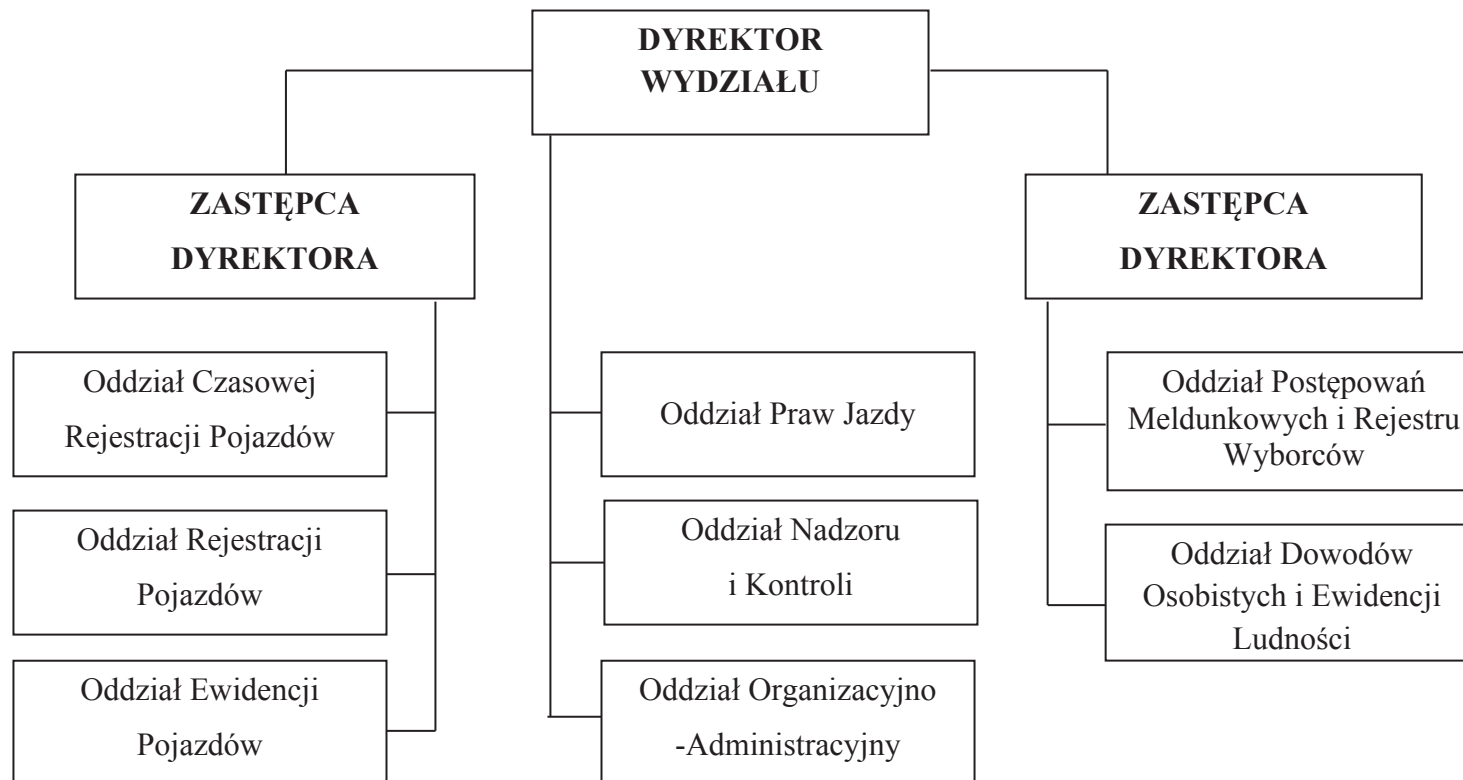 DYREKTOR
WYDZIAŁU
ZASTĘPCA
DYREKTORA
ZASTĘPCA
DYREKTORA
Oddział Czasowej
Rejestracji Pojazdów
Oddział Rejestracji
Pojazdów
Oddział Ewidencji
Pojazdów
Oddział Praw Jazdy
Oddział Nadzoru
i Kontroli
Oddział Organizacyjno
-Administracyjny
Oddział Postępowań
Meldunkowych i Rejestru
Wyborców
Oddział Dowodów
Osobistych i Ewidencji
Ludności